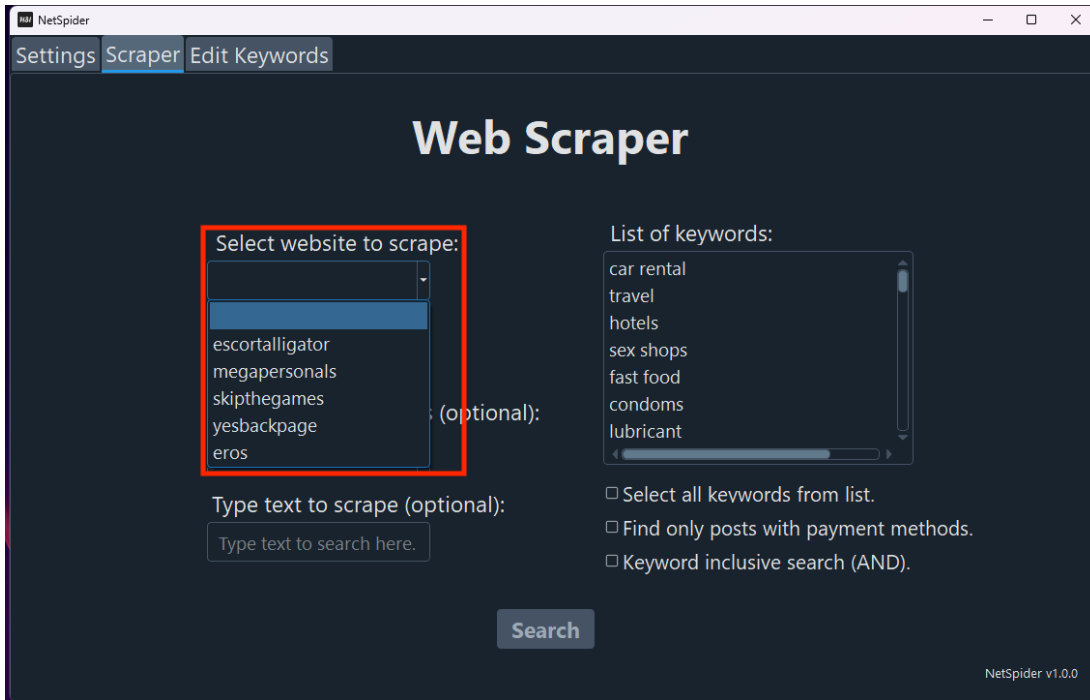 HSI NetSpider
Settings Scraper Edit Keywords
Web Scraper
Select website to scrape:
escortalligator
megapersonals
skipthegames
yesbackpage
eros
(optional):
Type text to scrape (optional):
Type text to search here.
List of keywords:
car rental
travel
hotels
sex shops
fast food
condoms
lubricant
Select all keywords from list.
Find only posts with payment methods.
Keyword inclusive search (AND).
Search
NetSpider v1.0.0